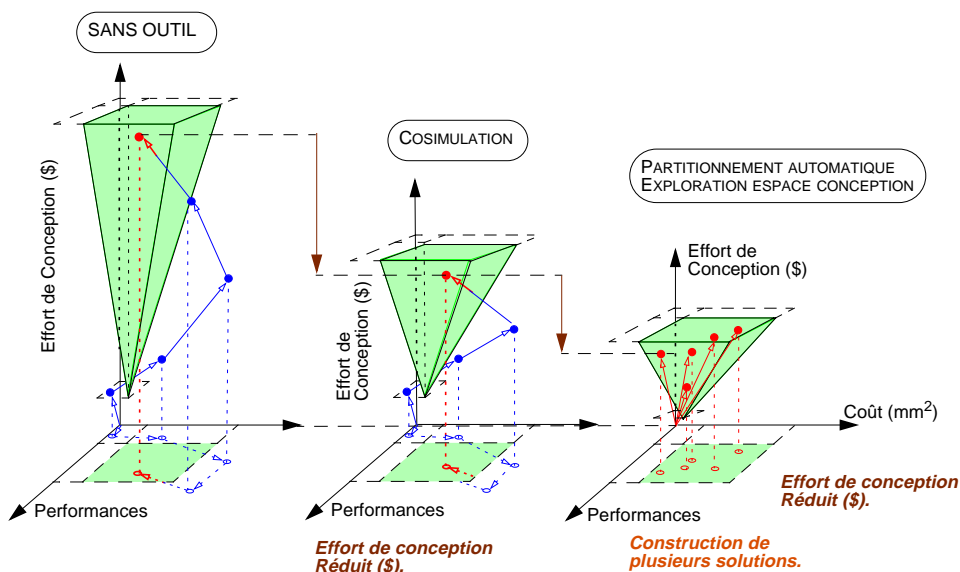 SANS OUTIL
Effort de Conception ($)
Performances
COSIMULATION
Effort de
Conception ($)
Performances
Effort de conception
Réduit ($).
PARTITIONNEMENT AUTOMATIQUE
EXPLORATION ESPACE CONCEPTION
Effort de
Conception ($)
Coût (mm²)
Performances
Effort de conception
Réduit ($).
Construction de
plusieurs solutions.